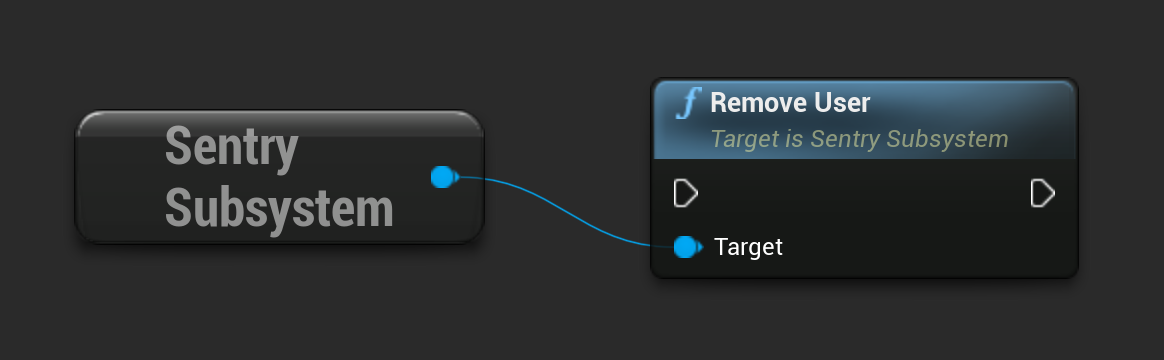 Sentry
Subsystem
f Remove User
Target is Sentry Subsystem
Target